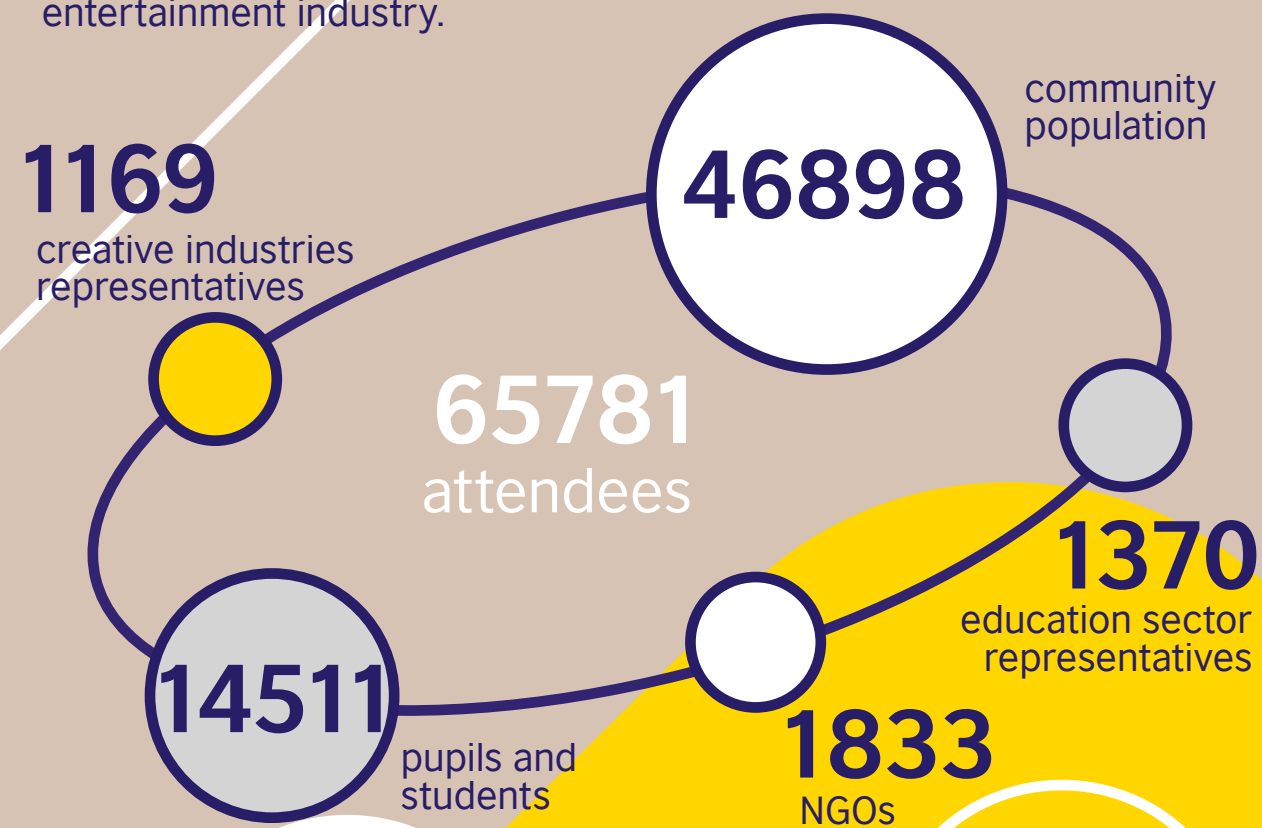 entertainment industry.
1169
creative industries
representatives
46898
community
population
65781
attendees
1370
education sector
representatives
14511
pupils and
students
1833
NGOs